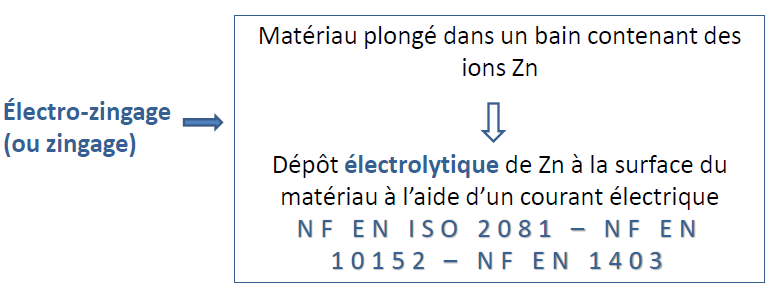 Électro-zingage
(ou zingage)
Matériau plongé dans un bain contenant des
ions Zn
Dépôt électrolytique de Zn à la surface du
matériau à l’aide d’un courant électrique
NF EN ISO 2081 – NF EN
10152 – NF EN 1403